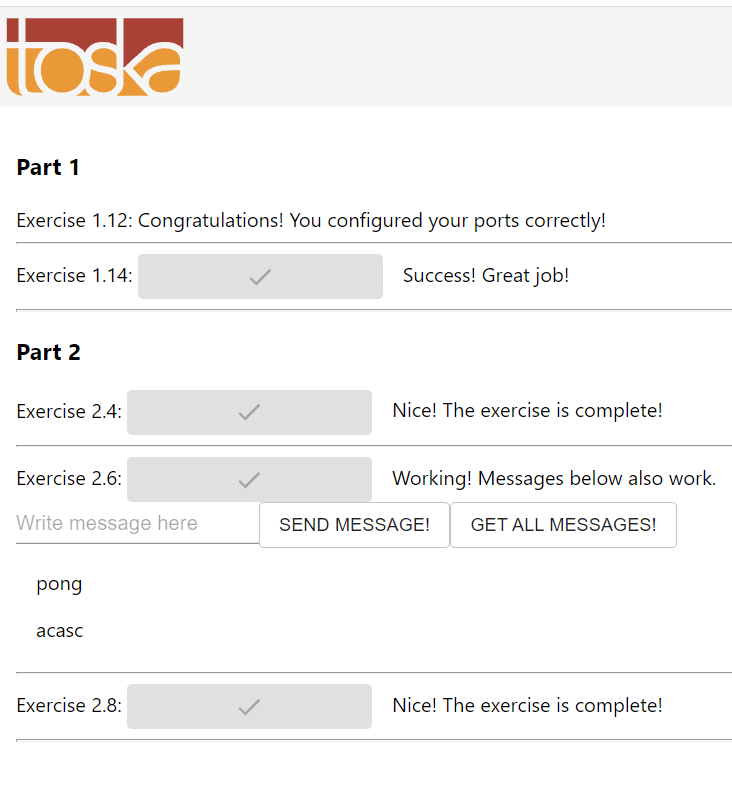 toska
Part 1
Exercise 1.12: Congratulations! You configured your ports correctly!
Exercise 1.14: Success! Great job!
Part 2
Exercise 2.4: Nice! The exercise is complete!
Exercise 2.6: Working! Messages below also work.
Write message here SEND MESSAGE! GET ALL MESSAGES!
pong
acasc
Exercise 2.8: Nice! The exercise is complete!